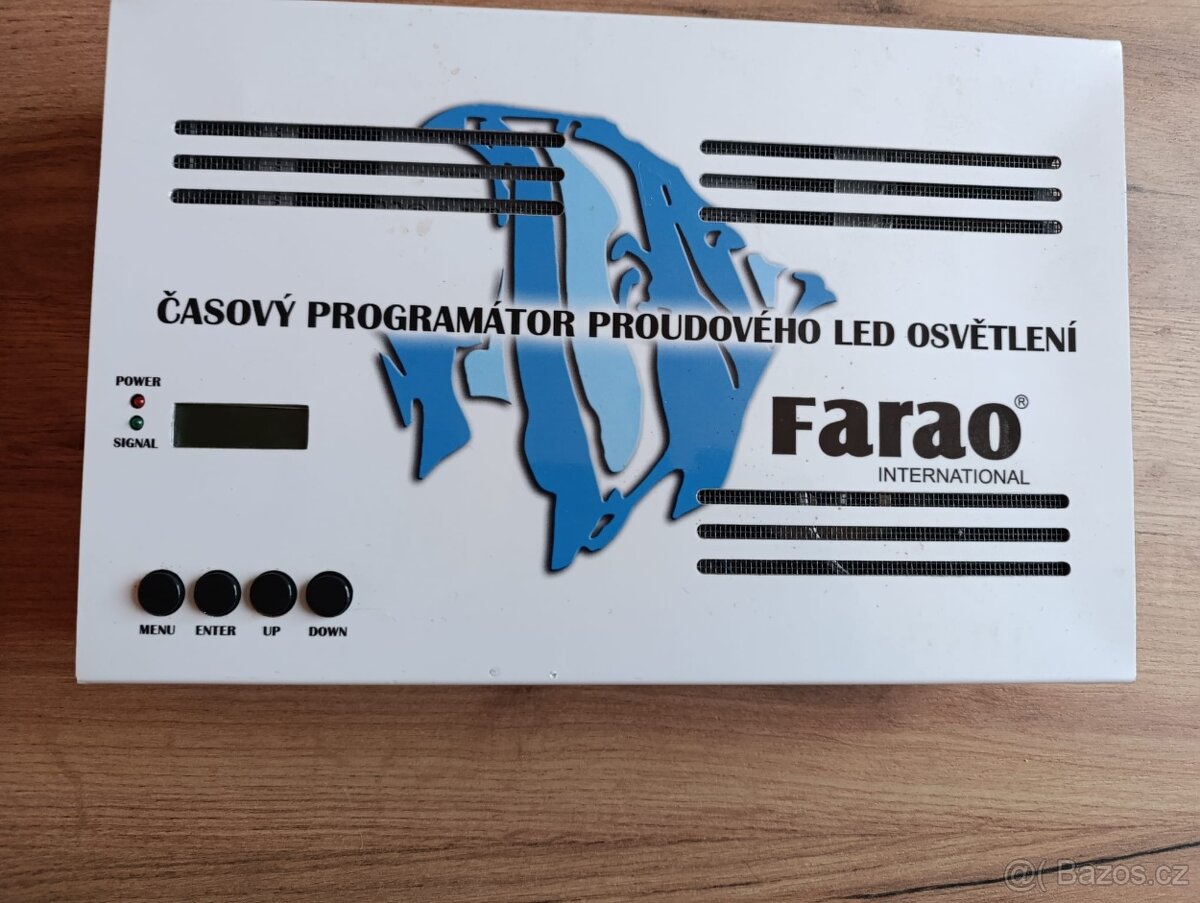 ČASOVÝ PROGRAMÁTOR PROUDOVÉHO LED OSVĚTLENÍ
POWER
SIGNAL
Farao®
INTERNATIONAL
MENU ENTER UP DOWN
@( Bazos.cz